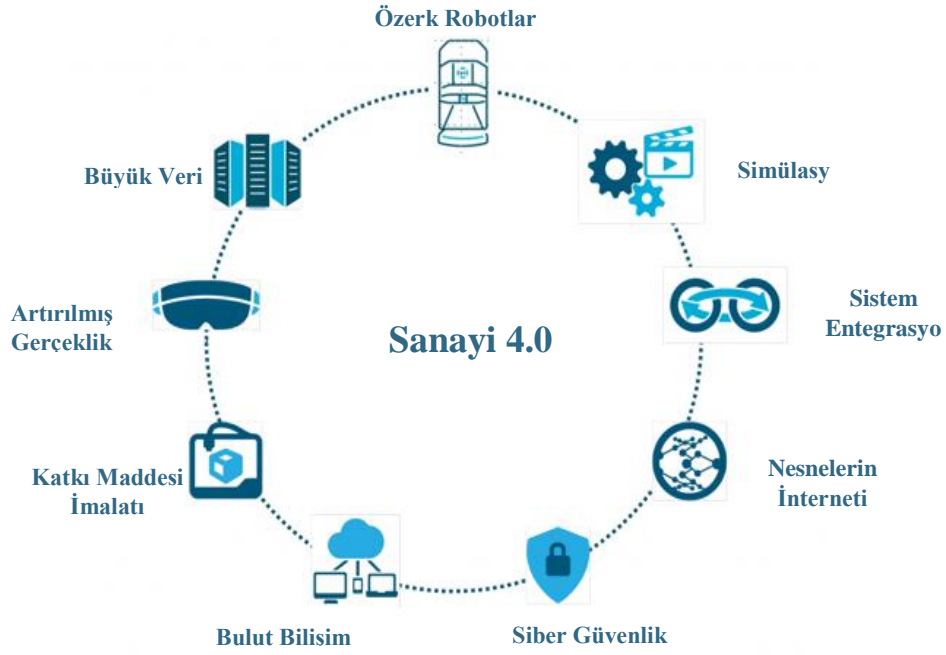 Özerk Robotlar
Büyük Veri
Simülasy
Artırılmış
Gerçeklik
Sistem
Entegrasyo
Sanayi 4.0
Katkı Maddesi
İmalatı
Nesnelerin
İnterneti
Bulut Bilişim
Siber Güvenlik